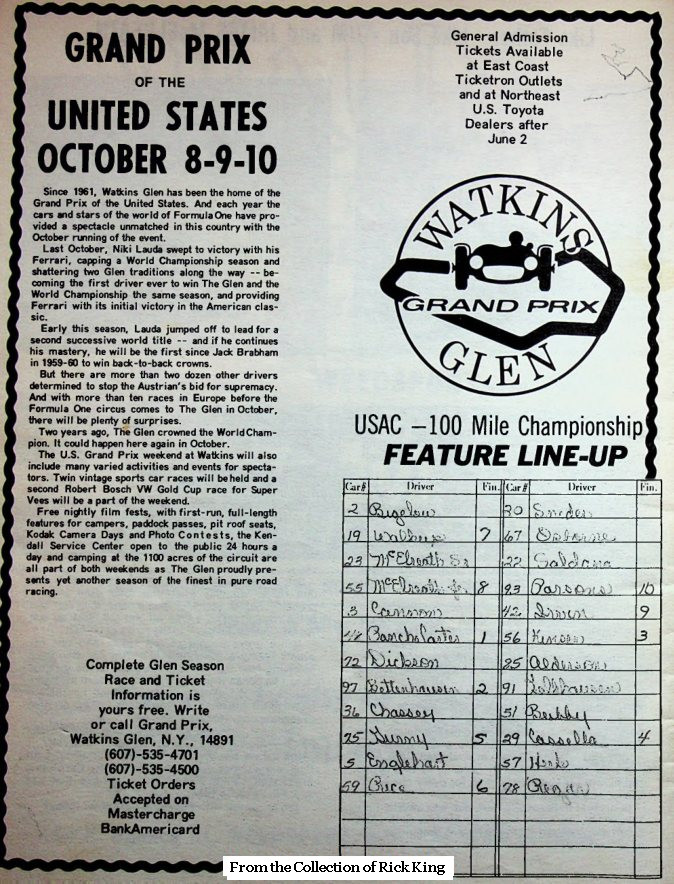 GRAND PRIX
OF THE
UNITED STATES
OCTOBER 8-9-10
Since 1961, Watkins Glen has been the home of the
Grand Prix of the United States. And each year the
cars and stars of the world of Formula One have pro-
vided a spectacle unmatched in this country with the
October running of the event.
Last October, Niki Lauda swept to victory with his
Ferrari, capping a World Championship season and
shattering two Glen traditions along the way -- be-
coming the first driver ever to win The Glen and the
World Championship the same season, and providing
Ferrari with its initial victory in the American clas-
sic.
Early this season, Lauda jumped off to lead for a
second successive world title -- and if he continues
his mastery, he will be the first since Jack Brabham
in 1959-60 to win back-to-back crowns.
But there are more than two dozen other drivers
determined to stop the Austrian's bid for supremacy.
And with more than ten races in Europe before the
Formula One circus comes to The Glen in October,
there will be plenty of surprises.
Two years ago, The Glen crowned the World Cham-
pion. It could happen here again in October.
The U.S. Grand Prix weekend at Watkins will also
include many varied activities and events for specta-
tors. Twin vintage sports car races will be held and a
second Robert Bosch VW Gold Cup race for Super
Vees will be a part of the weekend.
Free nightly film fests, with first-run, full-length
features for campers, paddock passes, pit roof seats,
Kodak Camera Days and Photo Contests, the Ken-
dall Service Center open to the public 24 hours a
day and camping at the 1100 acres of the circuit are
all part of both weekends as The Glen proudly pre-
sents yet another season of the finest in pure road
racing.
Complete Glen Season
Race and Ticket
Information is
yours free. Write
or call Grand Prix,
Watkins Glen, N.Y., 14891
(607)-535-4701
(607)-535-4500
Ticket Orders
Accepted on
Mastercharge
BankAmericard
General Admission
Tickets Available
at East Coast
Ticketron Outlets
and at Northeast
U.S. Toyota
Dealers after
June 2
WATKINS
GRAND PRIX
GLEN
USAC —100 Mile Championship
FEATURE LINE-UP
Car# Driver Fin. Car# Driver Fin.
2 Bigelow 20 Snider
19 7 67 Osborne
23 McElreath Sr 22 Saldana
55 McElreath Jr. 8 93 Parsons 10
3 Cannon 42 9
48 1 56 Kinser 3
72 Dickson 85 Alderson
97 Bettenhausen 2 91
36 Chassey 51
75 5 29 Cassella 4
5 Englehart 57
59 Rice 6 78
From the Collection of Rick King